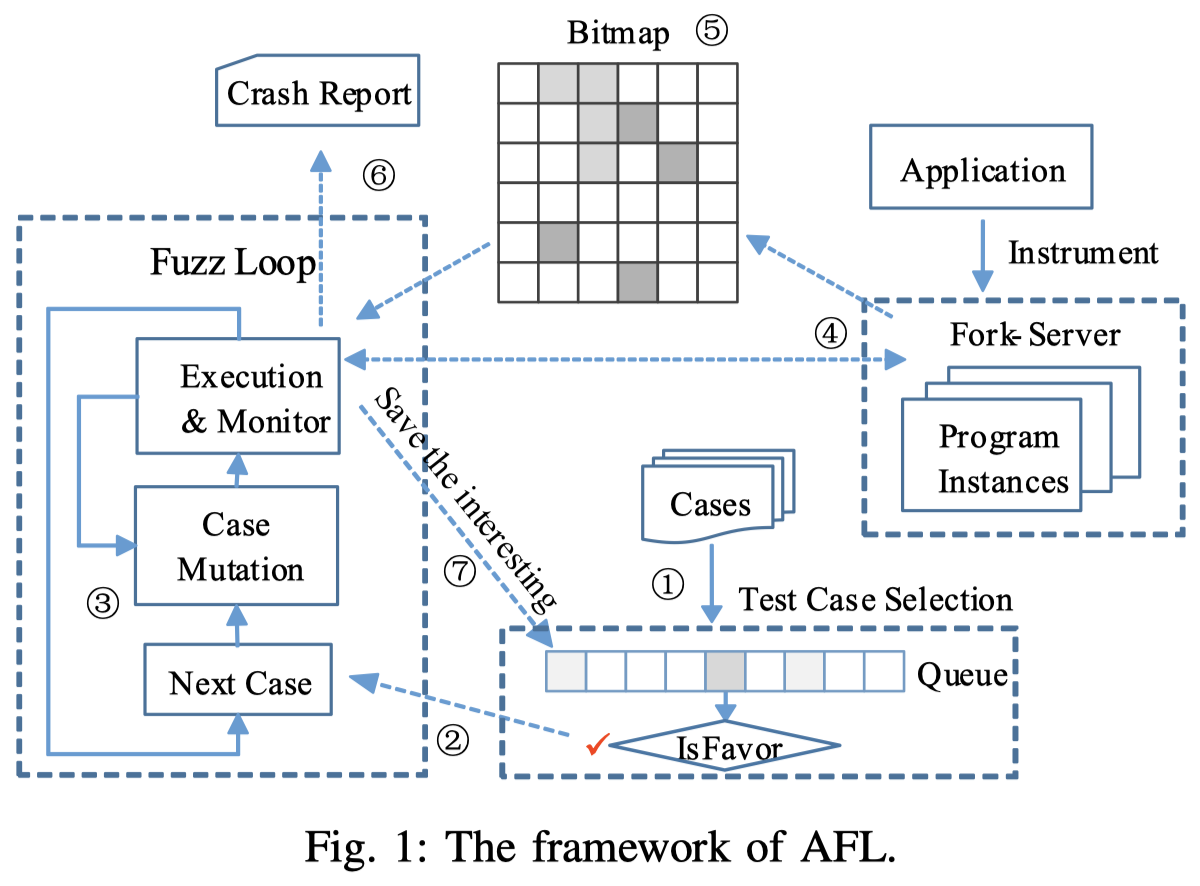 Bitmap ⑤
Crash Report
⑥
Application
Instrument
Fuzz Loop
④
Fork-Server
Execution
& Monitor
Program
Instances
Save the interesting
Cases
Case
Mutation
⑦
①
③
Test Case Selection
Next Case
Queue
②
✓
IsFavor
Fig. 1: The framework of AFL.